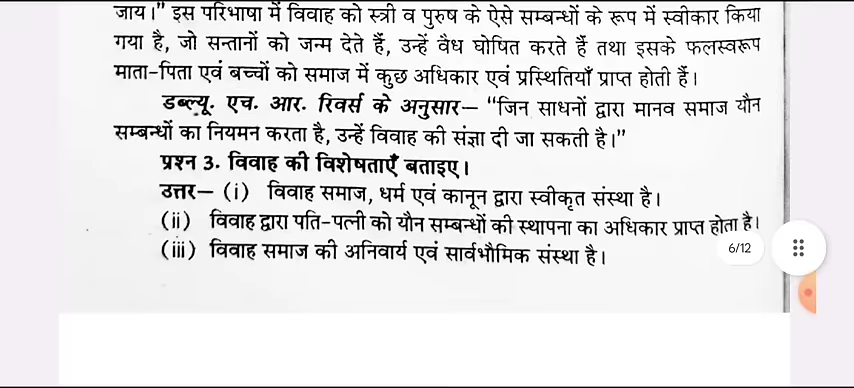 जाय।” इस परिभाषा में विवाह को स्त्री व पुरुष के ऐसे सम्बन्धों के रूप में स्वीकार किया
गया है, जो सन्तानों को जन्म देते हैं, उन्हें वैध घोषित करते हैं तथा इसके फलस्वरूप
माता-पिता एवं बच्चों को समाज में कुछ अधिकार एवं प्रस्थितियाँ प्राप्त होती हैं।
डब्ल्यू. एच. आर. रिवर्स के अनुसार— “जिन साधनों द्वारा मानव समाज यौन
सम्बन्धों का नियमन करता है, उन्हें विवाह की संज्ञा दी जा सकती है।”
प्रश्न 3. विवाह की विशेषताएँ बताइए।
उत्तर— (i) विवाह समाज, धर्म एवं कानून द्वारा स्वीकृत संस्था है।
(ii) विवाह द्वारा पति-पत्नी को यौन सम्बन्धों की स्थापना का अधिकार प्राप्त होता है।
(iii) विवाह समाज की अनिवार्य एवं सार्वभौमिक संस्था है।
6/12